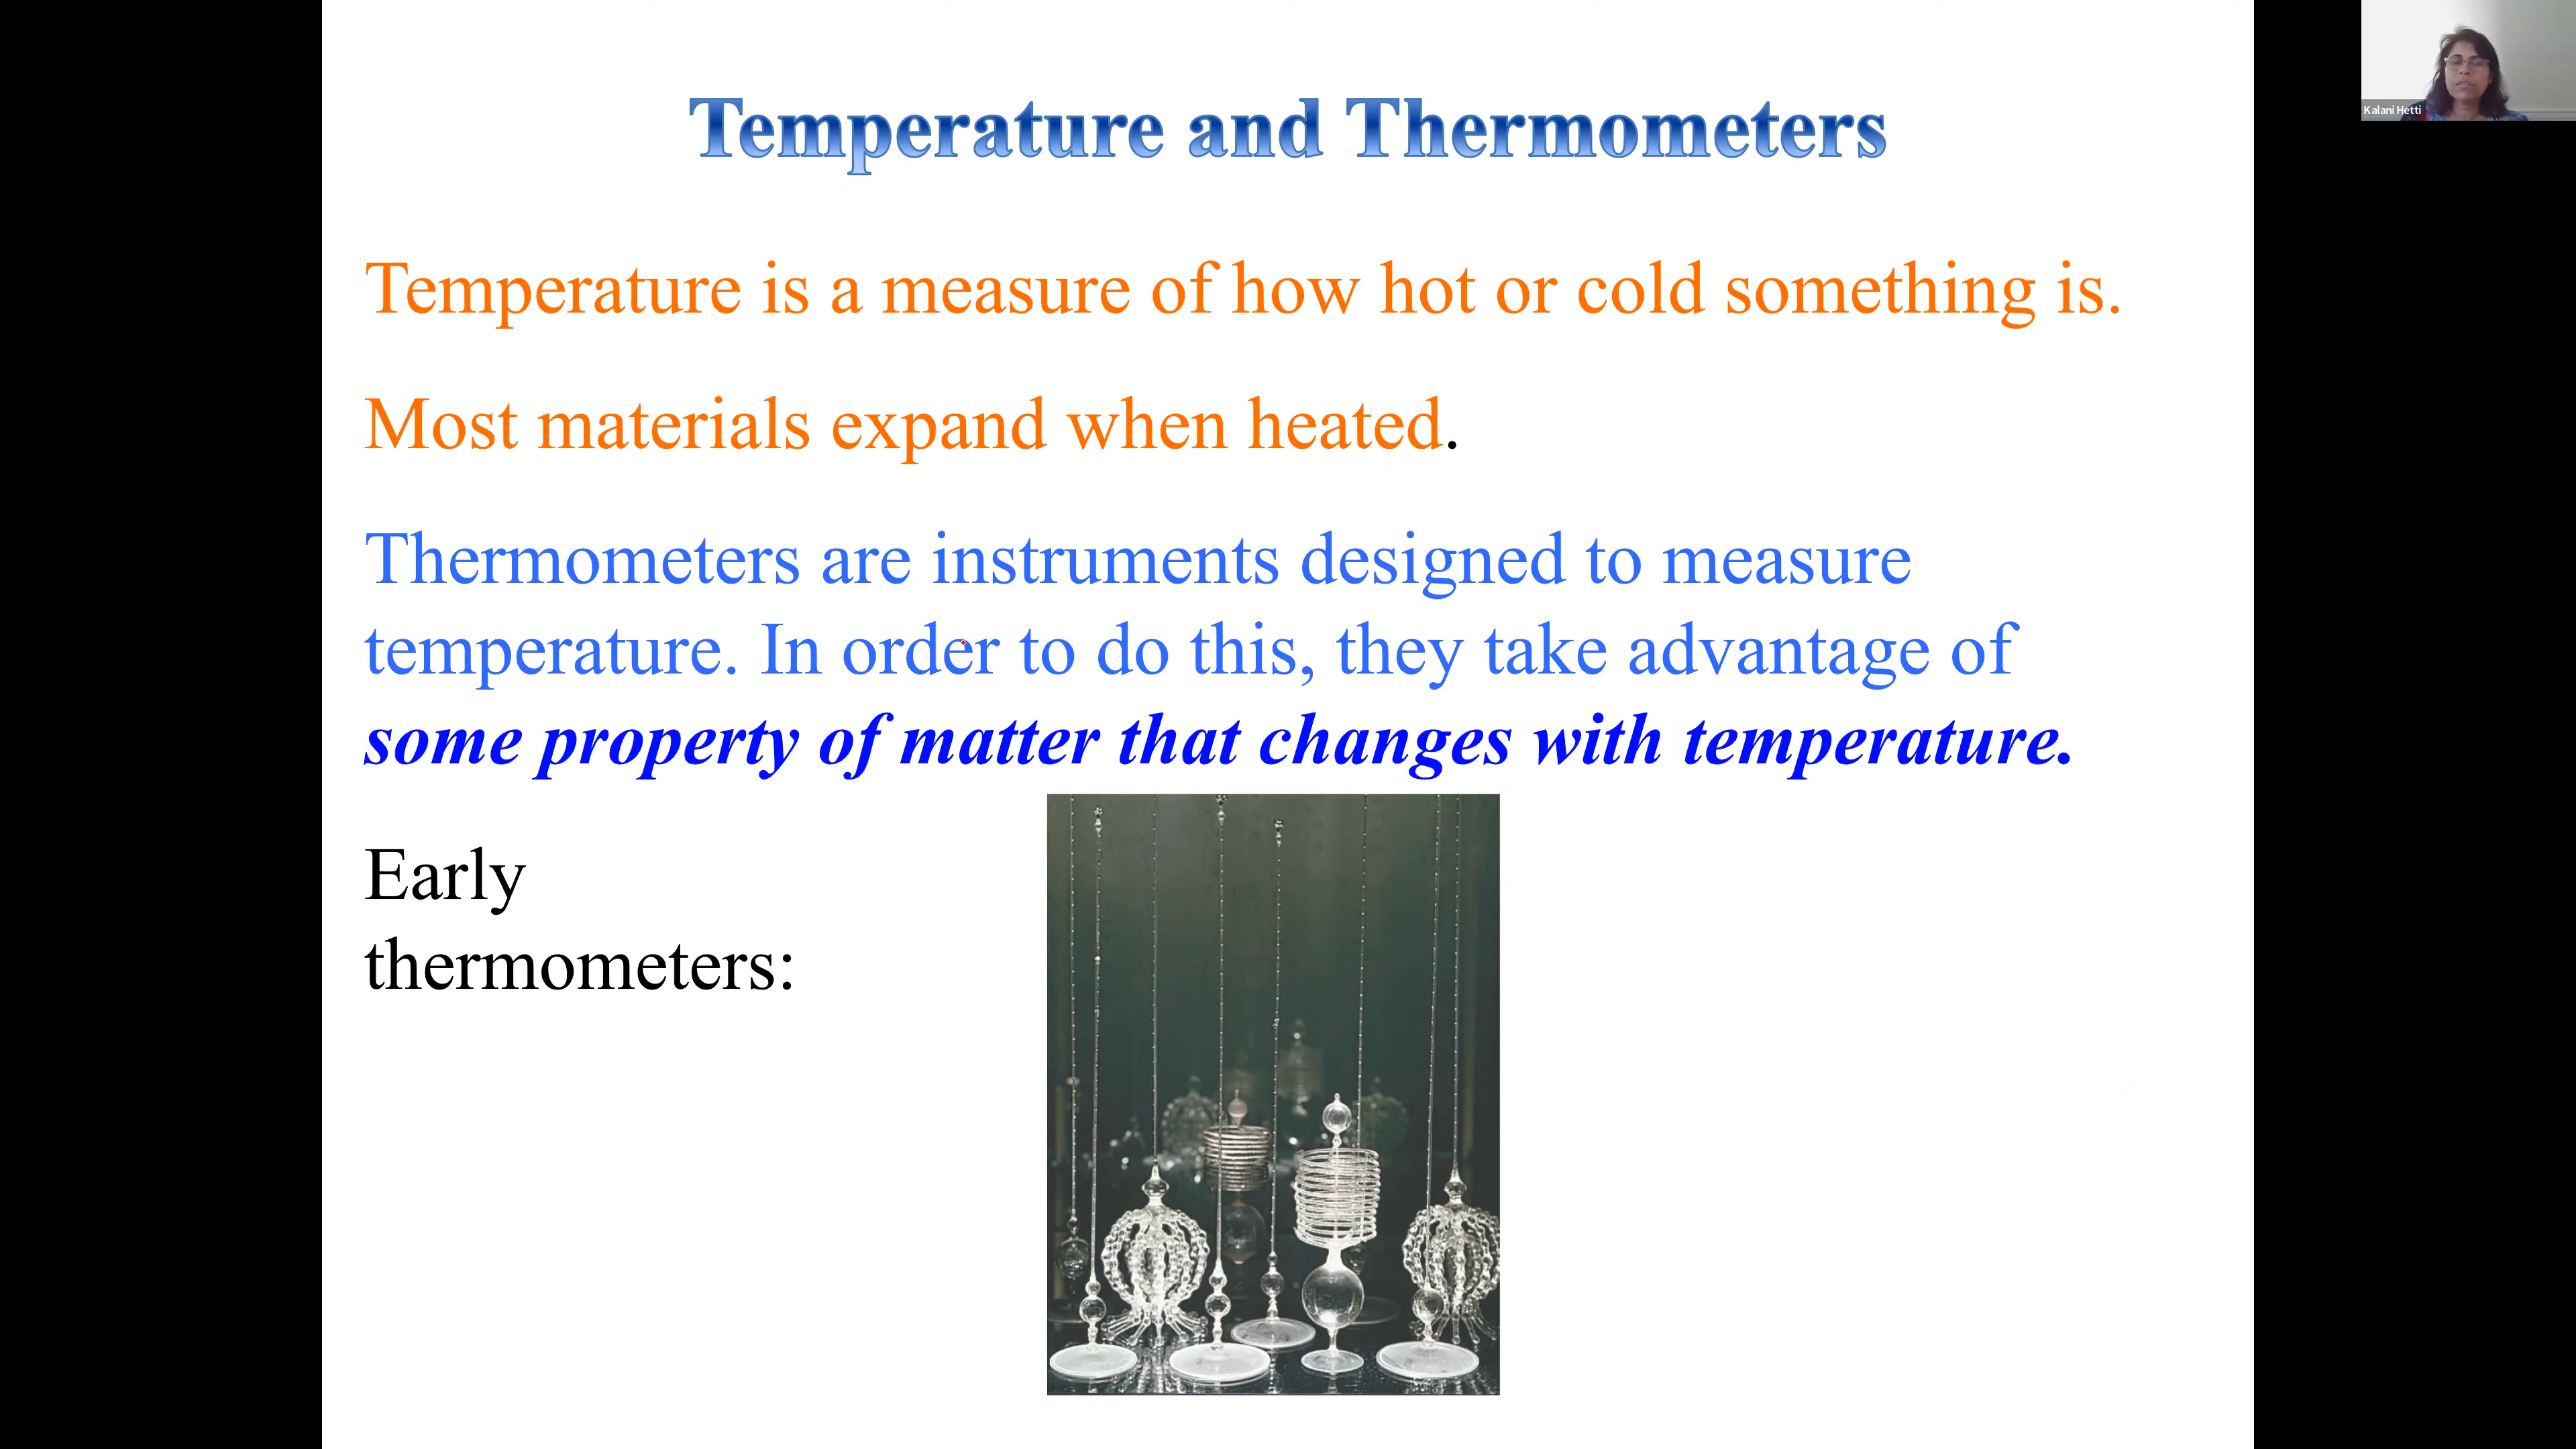 Temperature and Thermometers
Kalani Hetti
Temperature is a measure of how hot or cold something is.
Most materials expand when heated.
Thermometers are instruments designed to measure
temperature. In order to do this, they take advantage of
some property of matter that changes with temperature.
Early
thermometers: